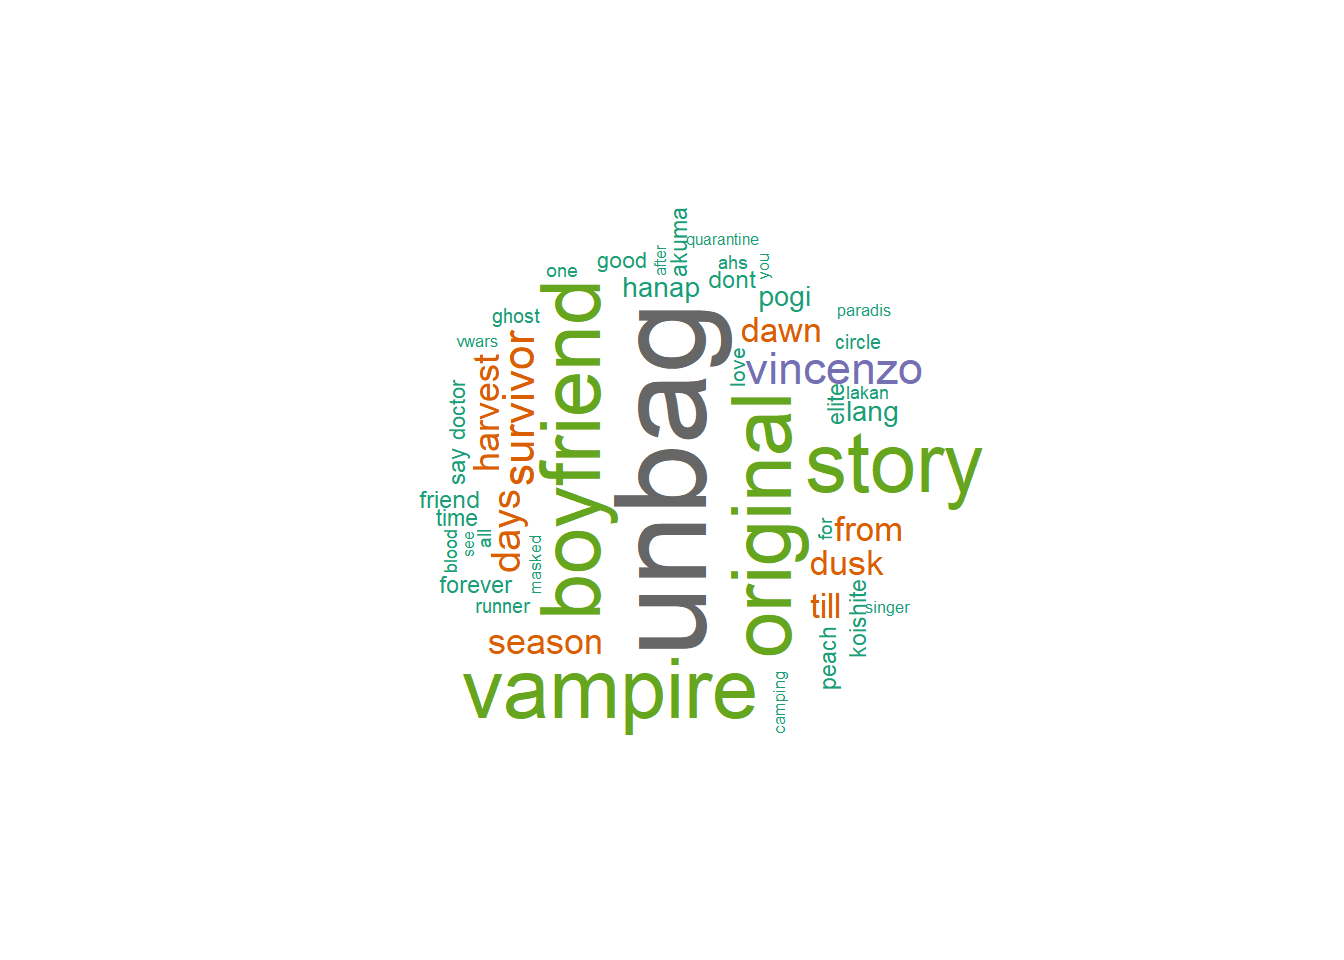 akuma
quarantine
after
good
ahs
you
one
hanap
dont
pogi
paradis
ghost
boyfriend
unbag
dawn
vwars
circle
survivor
harvest
love
vincenzo
doctor
elite
lakan
lang
original
story
say
friend
time
days
for
from
blood
see
all
masked
dusk
forever
runner
till
koishite
singer
season
peach
vampire
camping